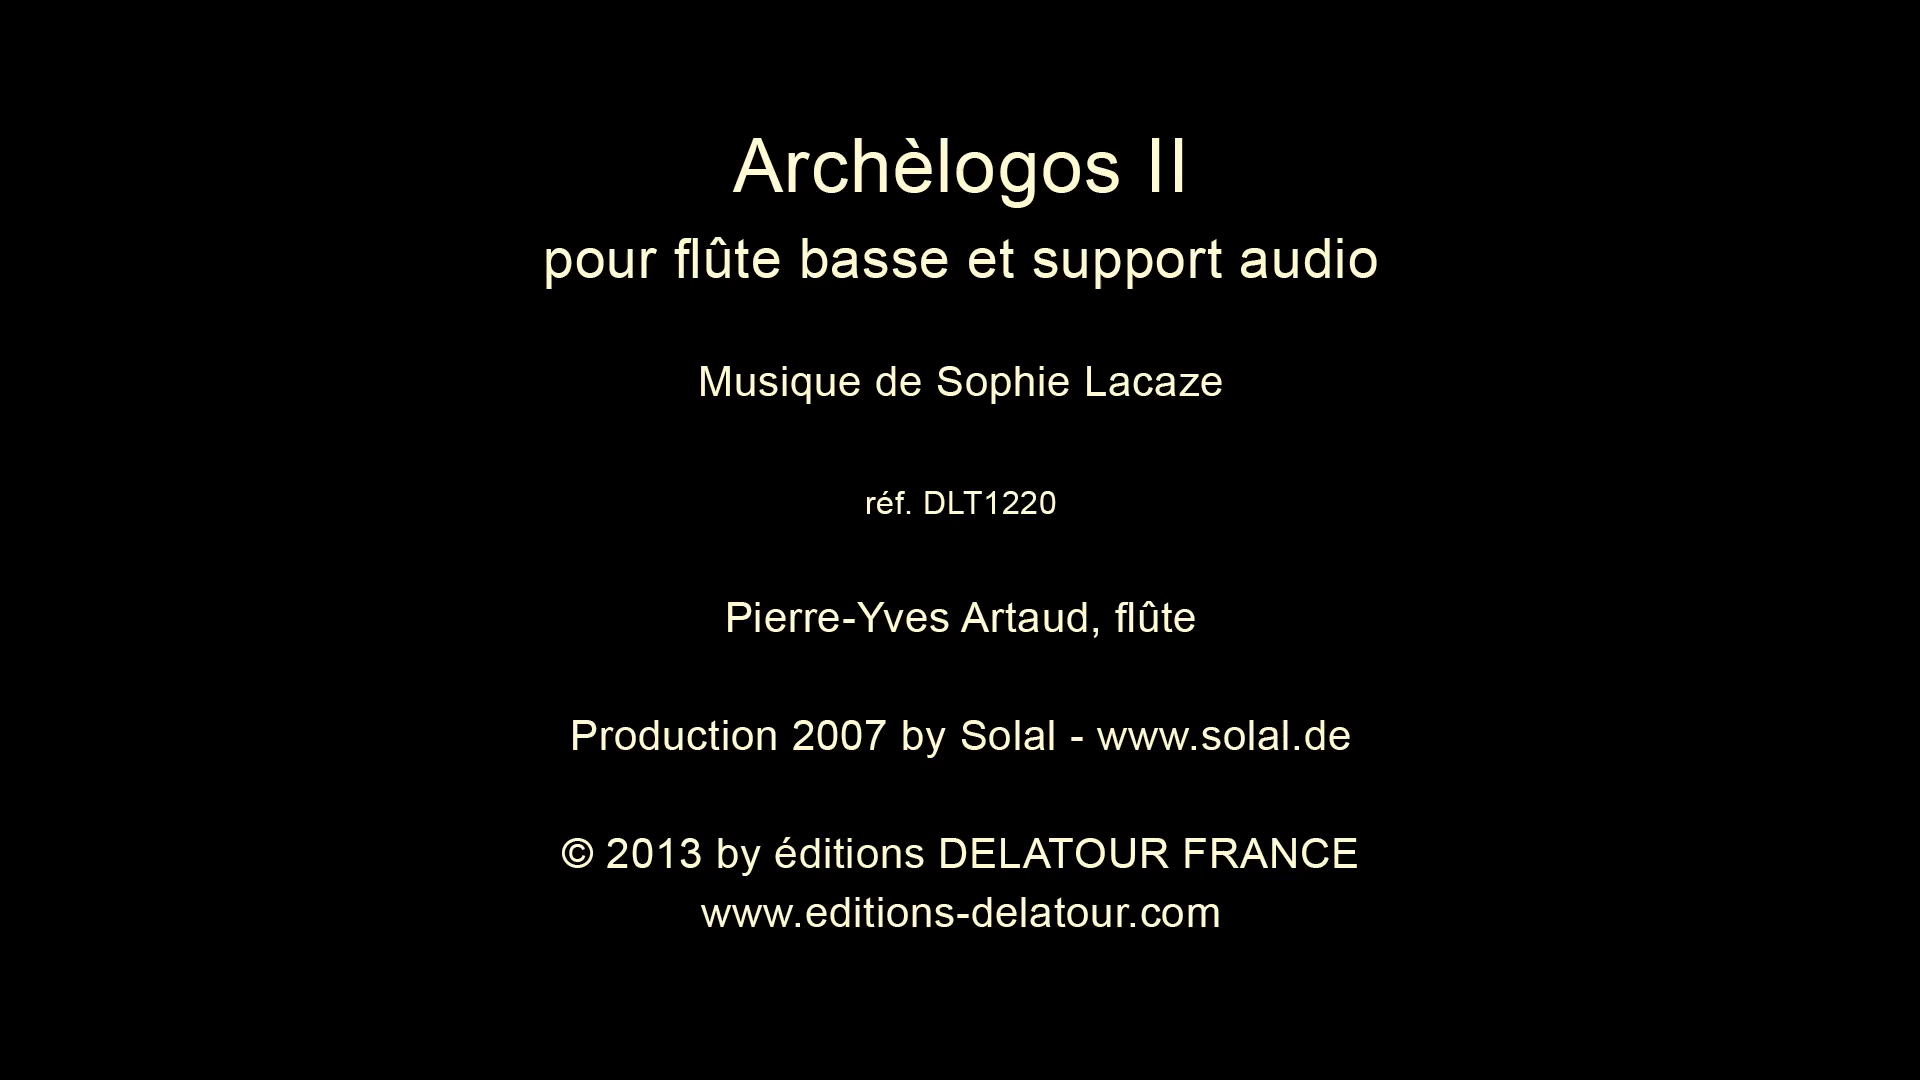 Archèlogos II
pour flûte basse et support audio
Musique de Sophie Lacaze
réf. DLT1220
Pierre-Yves Artaud, flûte
Production 2007 by Solal - www.solal.de
© 2013 by éditions DELATOUR FRANCE
www.editions-delatour.com